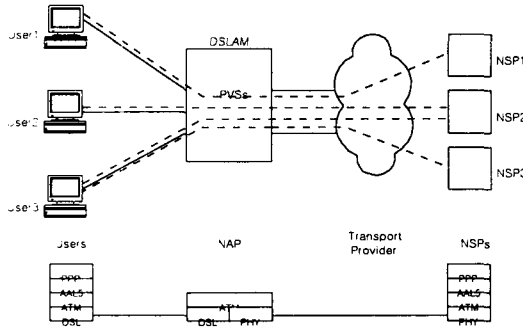 DSLAM
User1
PVSs
NSP1
User2
NSP2
User3
NSP3
Users
NAP
Transport
Provider
NSPs
PPP
AAL5
ATM
DSL
ATM
DSL
PHY
PPP
AAL5
ATM
PHY